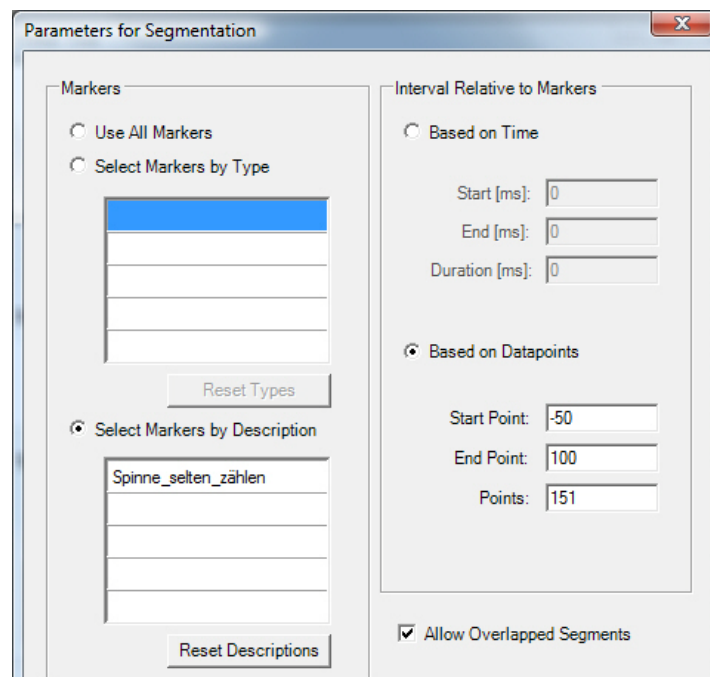 Parameters for Segmentation
Markers
Use All Markers
Select Markers by Type
Reset Types
Select Markers by Description
Spinne_selten_zählen
Reset Descriptions
Interval Relative to Markers
Based on Time
Start [ms]: 0
End [ms]: 0
Duration [ms]: 0
Based on Datapoints
Start Point: -50
End Point: 100
Points: 151
Allow Overlapped Segments